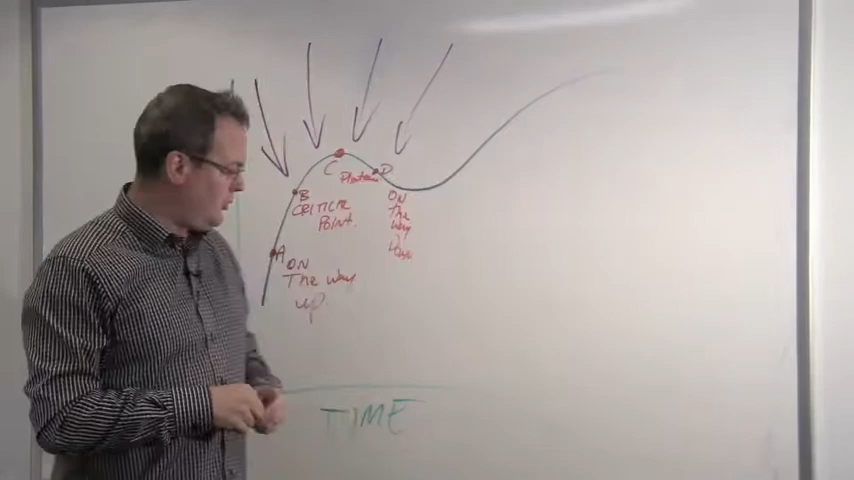 C
D
Plateau
B
CRITICAL
POINT.
ON
The
way
Down
A
ON
The way
up
TIME